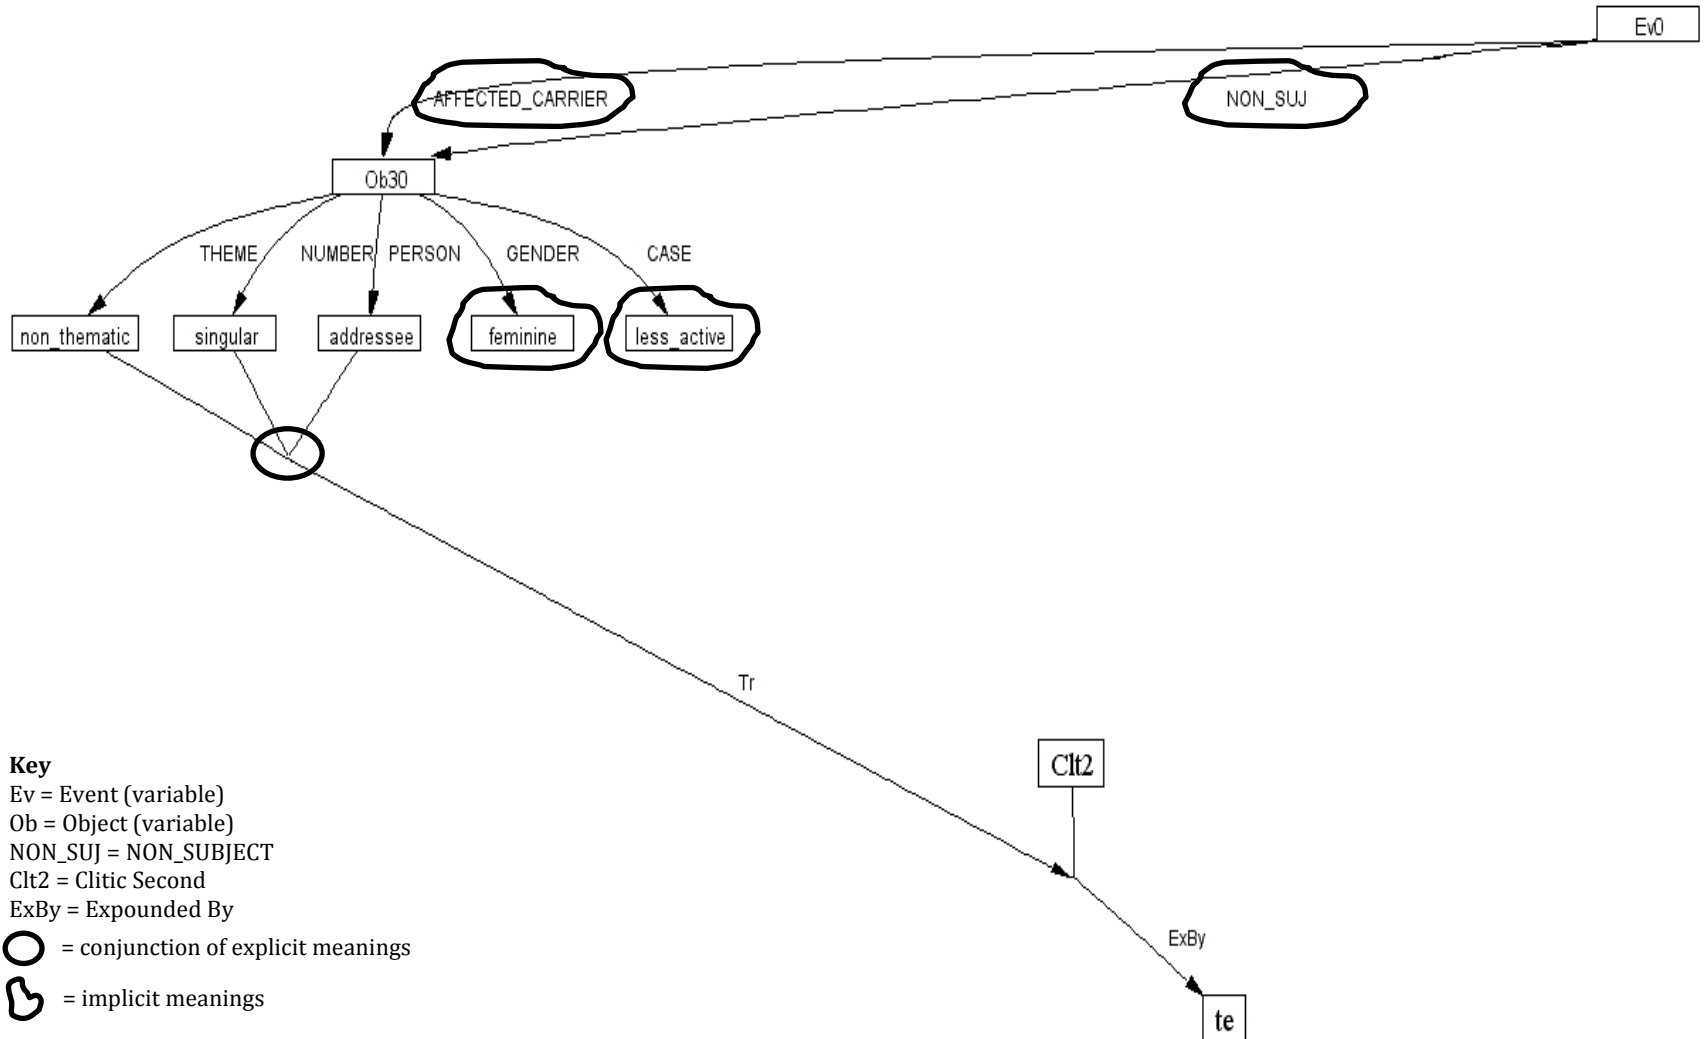 Ev0
AFFECTED_CARRIER
NON_SUJ
Ob30
THEME NUMBER PERSON GENDER CASE
non_thematic singular addressee feminine less_active
Tr
Clt2
Key
Ev = Event (variable)
Ob = Object (variable)
NON_SUJ = NON_SUBJECT
Clt2 = Clitic Second
ExBy = Expounded By
= conjunction of explicit meanings
= implicit meanings
ExBy
te